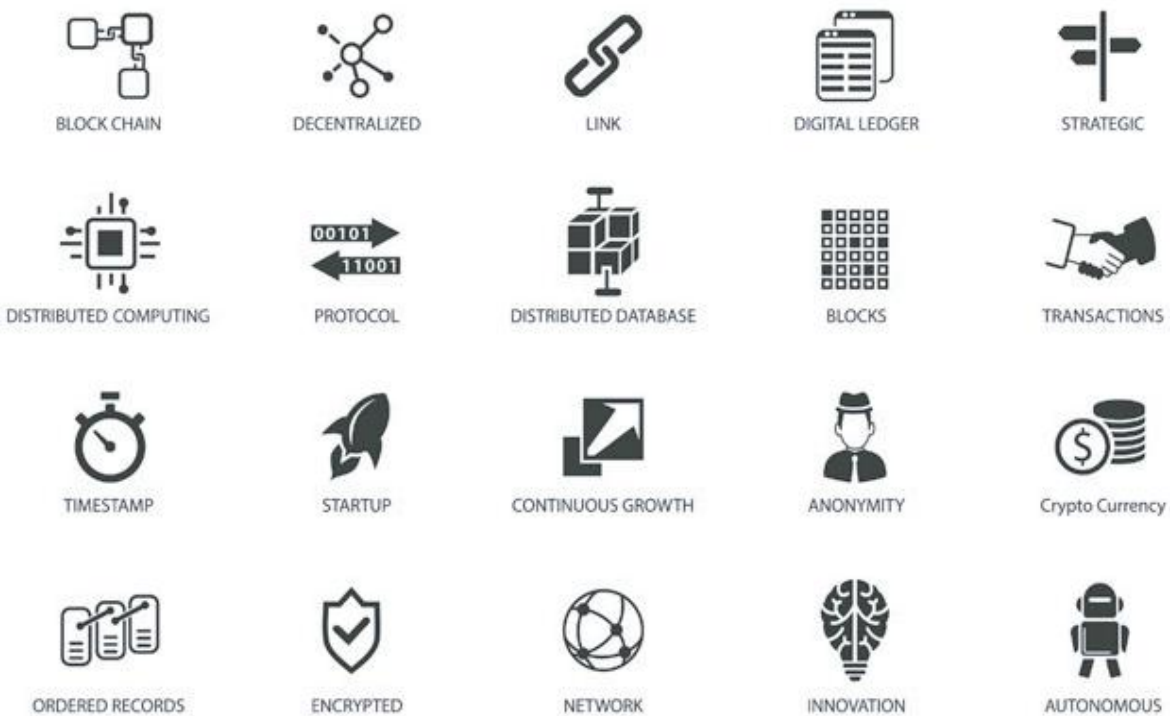 BLOCK CHAIN
DECENTRALIZED
LINK
DIGITAL LEDGER
STRATEGIC
00101
11001
DISTRIBUTED COMPUTING
PROTOCOL
DISTRIBUTED DATABASE
BLOCKS
TRANSACTIONS
$
TIMESTAMP
STARTUP
CONTINUOUS GROWTH
ANONYMITY
Crypto Currency
ORDERED RECORDS
ENCRYPTED
NETWORK
INNOVATION
AUTONOMOUS